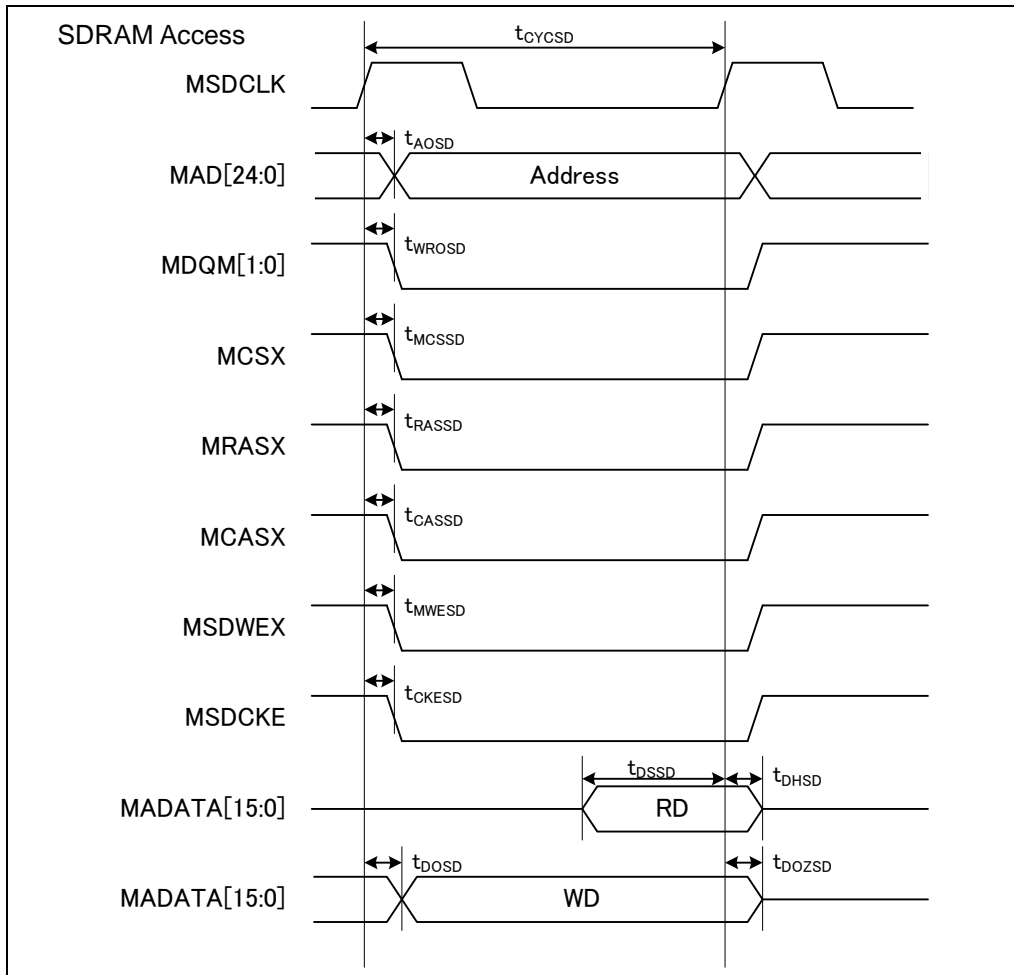 SDRAM Access
tCYCSD
MSDCLK
tAOSD
MAD[24:0]
Address
tWROSD
MDQM[1:0]
tMCSSD
MCSX
tRASSD
MRASX
tCASSD
MCASX
tMWESD
MSDWEX
tCKESD
MSDCKE
tDSSD
tDHSD
MADATA[15:0]
RD
tDOSD
tDOZSD
MADATA[15:0]
WD